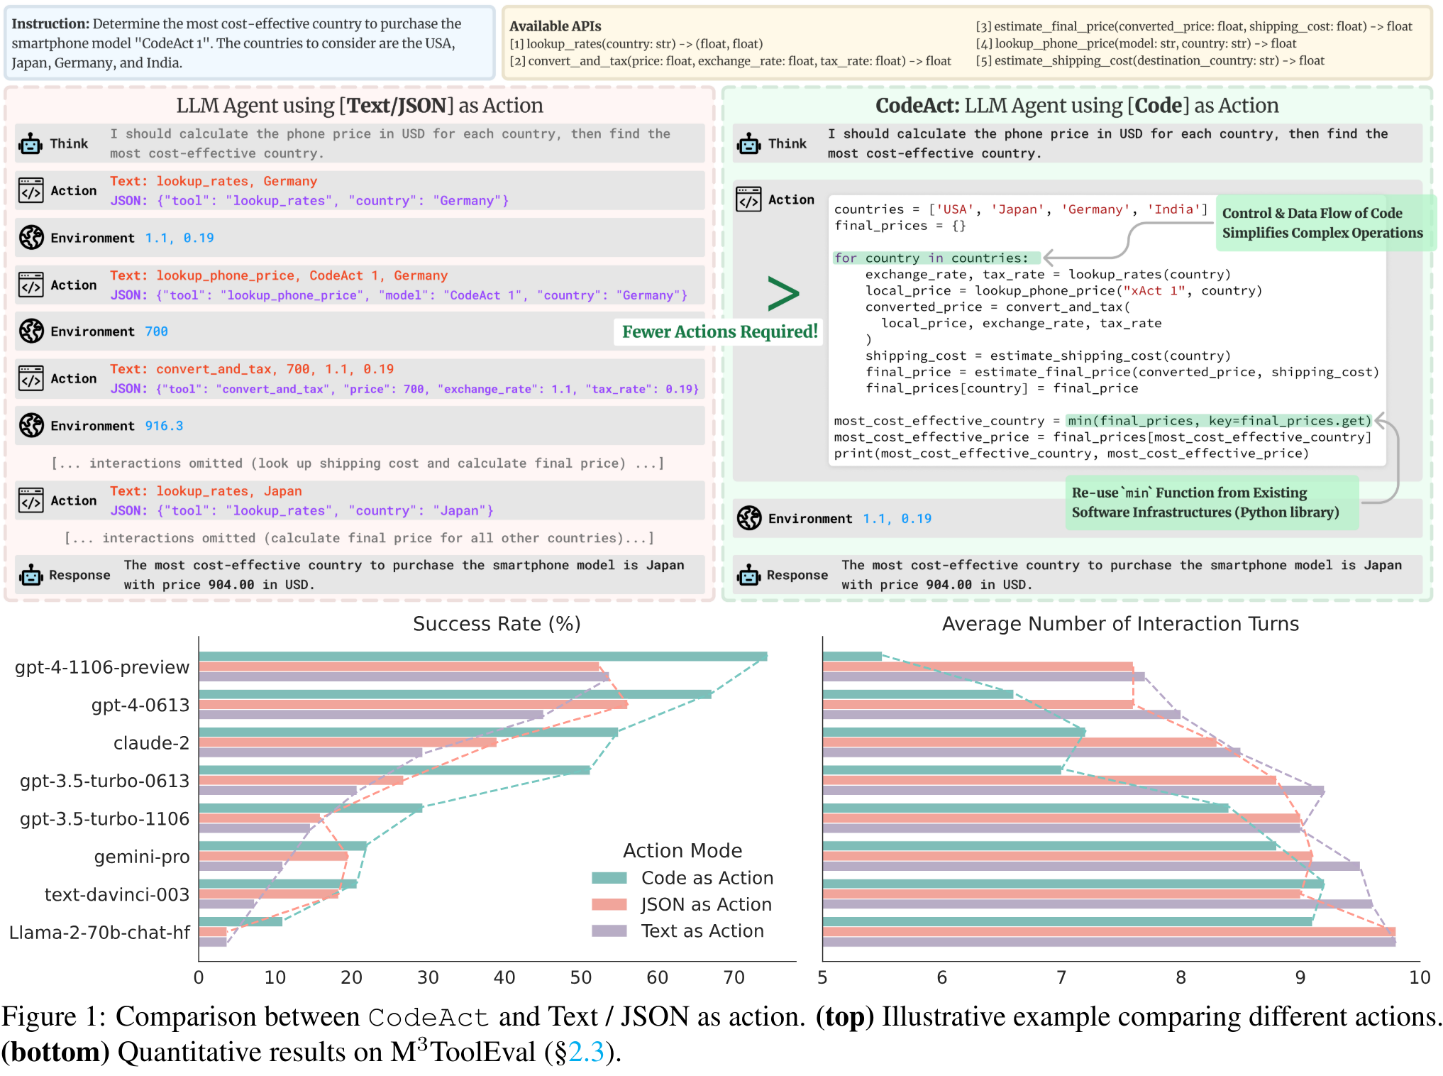 Instruction: Determine the most cost-effective country to purchase the
smartphone model "CodeAct 1". The countries to consider are the USA,
Japan, Germany, and India.
Available APIs
[1] lookup_rates(country: str) -> (float, float)
[2] convert_and_tax(price: float, exchange_rate: float, tax_rate: float) -> float
[3] estimate_final_price(converted_price: float, shipping_cost: float) -> float
[4] lookup_phone_price(model: str, country: str) -> float
[5] estimate_shipping_cost(destination_country: str) -> float
LLM Agent using [Text/JSON] as Action
Think
I should calculate the phone price in USD for each country, then find the
most cost-effective country.
Action
Text: lookup_rates, Germany
JSON: {"tool": "lookup_rates", "country": "Germany"}
Environment 1.1, 0.19
Action
Text: lookup_phone_price, CodeAct 1, Germany
JSON: {"tool": "lookup_phone_price", "model": "CodeAct 1", "country": "Germany"}
Environment 700
Action
Text: convert_and_tax, 700, 1.1, 0.19
JSON: {"tool": "convert_and_tax", "price": 700, "exchange_rate": 1.1, "tax_rate": 0.19}
Environment 916.3
[... interactions omitted (look up shipping cost and calculate final price) ...]
Action
Text: lookup_rates, Japan
JSON: {"tool": "lookup_rates", "country": "Japan"}
[... interactions omitted (calculate final price for all other countries)...]
Response
The most cost-effective country to purchase the smartphone model is Japan
with price 904.00 in USD.
>
Fewer Actions Required!
CodeAct: LLM Agent using [Code] as Action
Think
I should calculate the phone price in USD for each country, then find the
most cost-effective country.
Action
countries = ['USA', 'Japan', 'Germany', 'India']
final_prices = {}
for country in countries:
exchange_rate, tax_rate = lookup_rates(country)
local_price = lookup_phone_price("xAct 1", country)
converted_price = convert_and_tax(
local_price, exchange_rate, tax_rate
)
shipping_cost = estimate_shipping_cost(country)
final_price = estimate_final_price(converted_price, shipping_cost)
final_prices[country] = final_price
most_cost_effective_country = min(final_prices, key=final_prices.get)
most_cost_effective_price = final_prices[most_cost_effective_country]
print(most_cost_effective_country, most_cost_effective_price)
Control & Data Flow of Code
Simplifies Complex Operations
Re-use `min` Function from Existing
Software Infrastructures (Python library)
Environment 1.1, 0.19
Response
The most cost-effective country to purchase the smartphone model is Japan
with price 904.00 in USD.
Success Rate (%)
gpt-4-1106-preview
gpt-4-0613
claude-2
gpt-3.5-turbo-0613
gpt-3.5-turbo-1106
gemini-pro
text-davinci-003
Llama-2-70b-chat-hf
0 10 20 30 40 50 60 70
Action Mode
Code as Action
JSON as Action
Text as Action
Average Number of Interaction Turns
5 6 7 8 9 10
Figure 1: Comparison between CodeAct and Text / JSON as action. (top) Illustrative example comparing different actions.
(bottom) Quantitative results on M³ToolEval (§2.3).